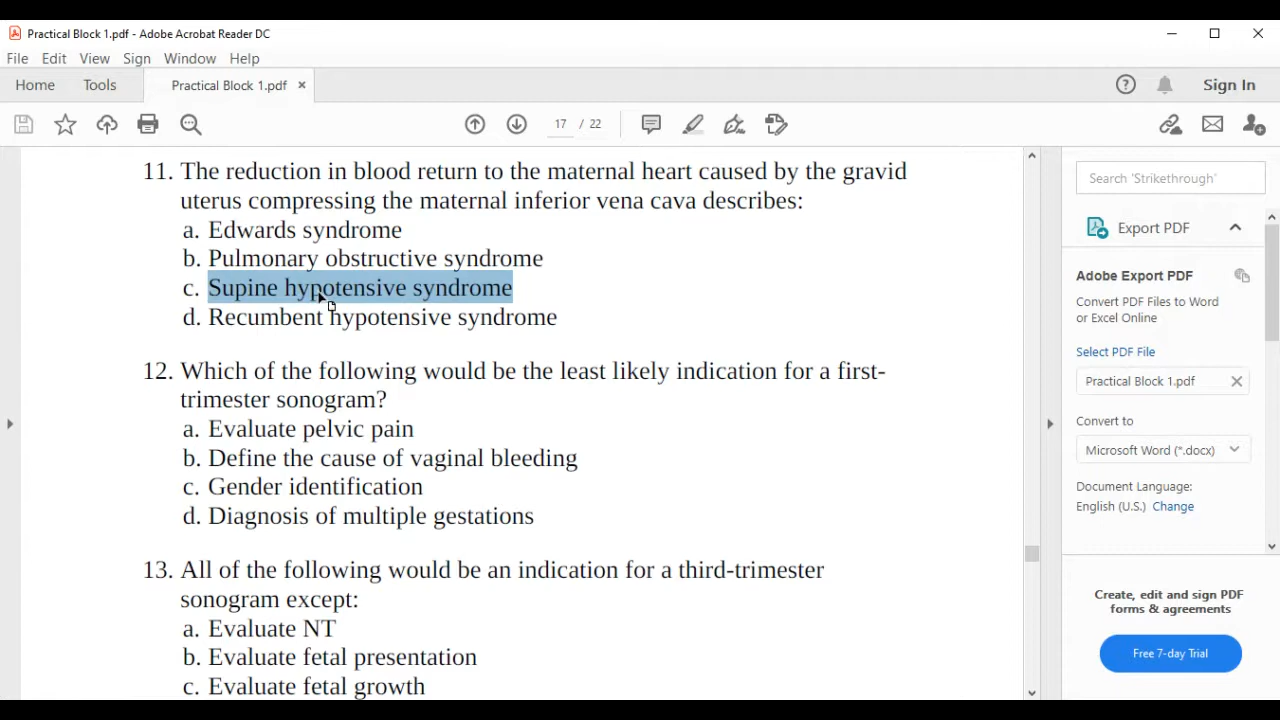 Practical Block 1.pdf - Adobe Acrobat Reader DC
File Edit View Sign Window Help
Home Tools Practical Block 1.pdf × Sign In
17 / 22
11. The reduction in blood return to the maternal heart caused by the gravid
uterus compressing the maternal inferior vena cava describes:
a. Edwards syndrome
b. Pulmonary obstructive syndrome
c. Supine hypotensive syndrome
d. Recumbent hypotensive syndrome
12. Which of the following would be the least likely indication for a first-
trimester sonogram?
a. Evaluate pelvic pain
b. Define the cause of vaginal bleeding
c. Gender identification
d. Diagnosis of multiple gestations
13. All of the following would be an indication for a third-trimester
sonogram except:
a. Evaluate NT
b. Evaluate fetal presentation
c. Evaluate fetal growth
Search 'Strikethrough'
Export PDF
Adobe Export PDF
Convert PDF Files to Word
or Excel Online
Select PDF File
Practical Block 1.pdf
Convert to
Microsoft Word (*.docx)
Document Language:
English (U.S.) Change
Create, edit and sign PDF
forms & agreements
Free 7-day Trial